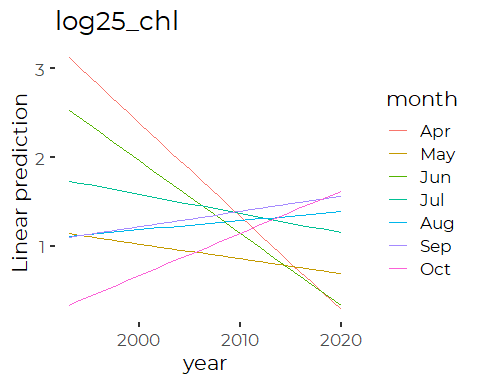 log25_chl
3
2
1
Linear prediction
2000
2010
2020
year
month
Apr
May
Jun
Jul
Aug
Sep
Oct